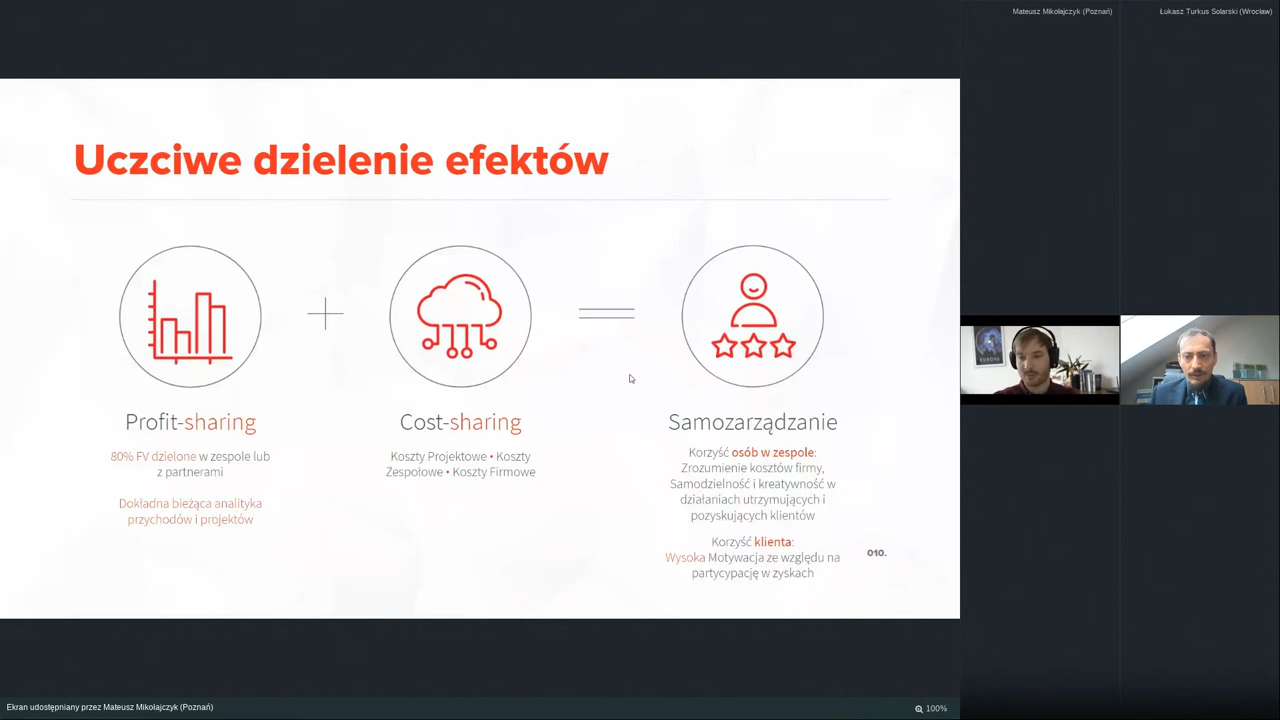 Mateusz Mikołajczyk (Poznań)
Łukasz Turkus Solarski (Wrocław)
Uczciwe dzielenie efektów
Profit-sharing
80% FV dzielone w zespole lub
z partnerami
Dokładna bieżąca analityka
przychodów i projektów
Cost-sharing
Koszty Projektowe • Koszty
Zespołowe • Koszty Firmowe
Samozarządzanie
Korzyść osób w zespole:
Zrozumienie kosztów firmy,
Samodzielność i kreatywność w
działaniach utrzymujących i
pozyskujących klientów
Korzyść klienta:
Wysoka Motywacja ze względu na
partycypację w zyskach
010.
EUROPE
Ekran udostępniany przez Mateusz Mikołajczyk (Poznań)
100%